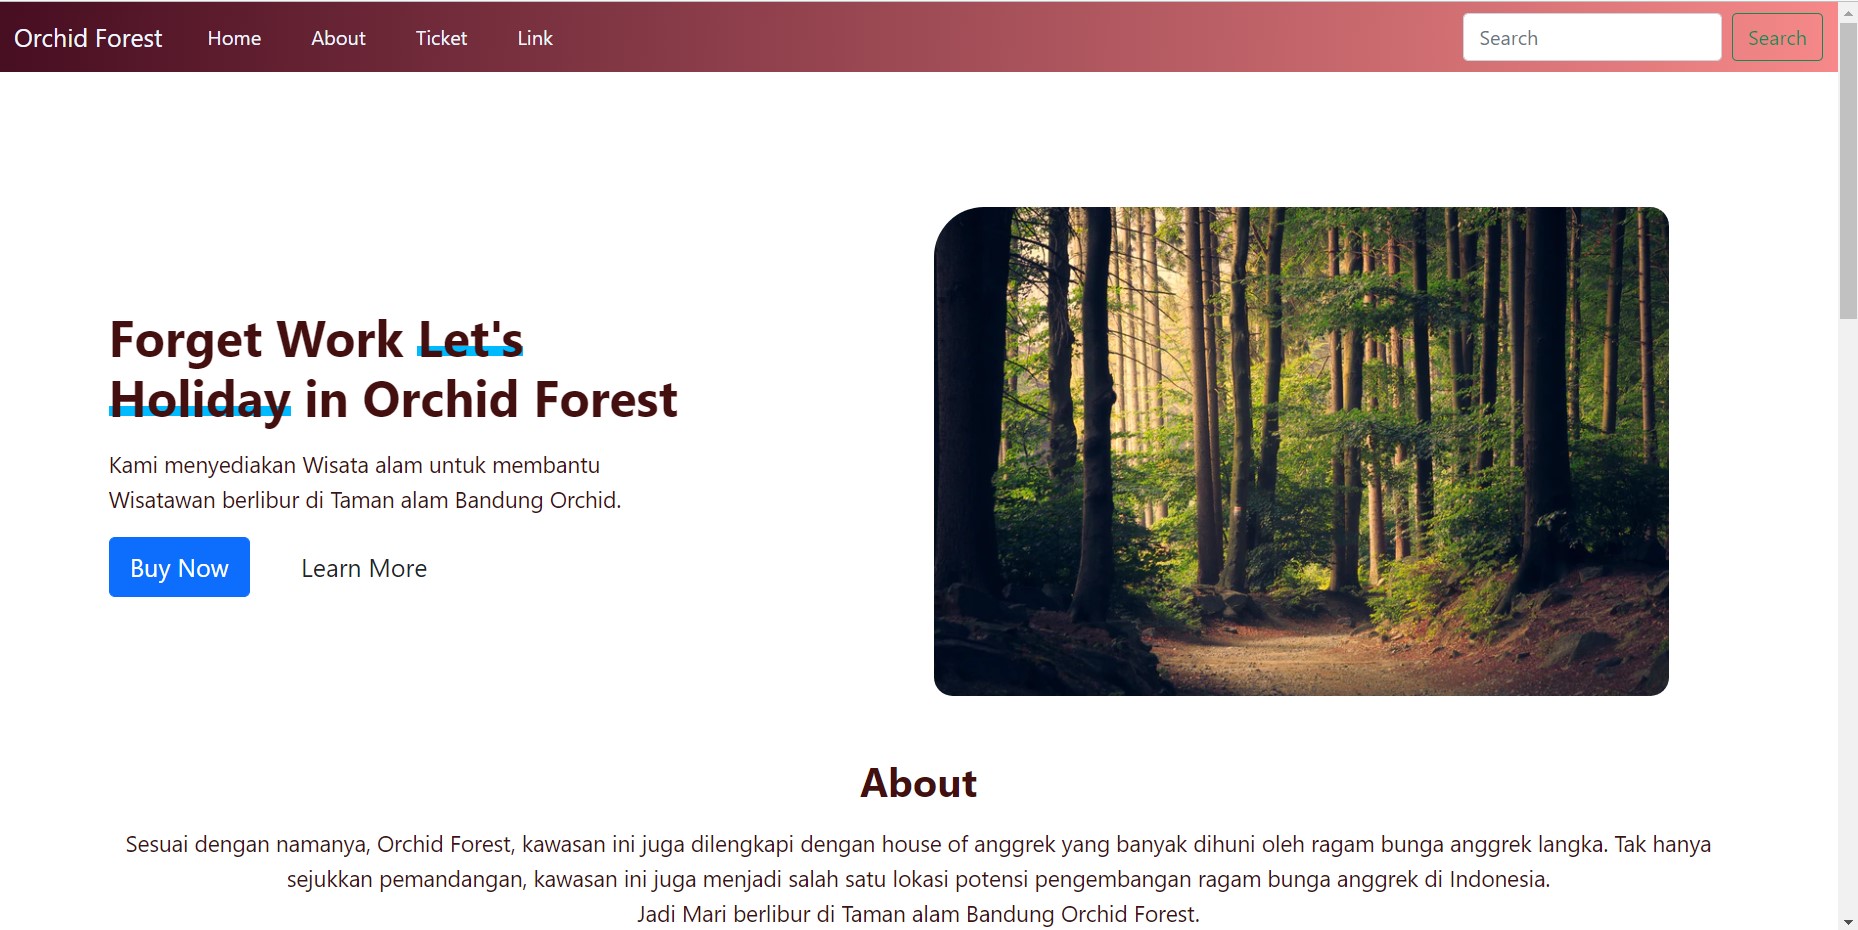 Orchid Forest Home About Ticket Link Search Search
Forget Work Let's
Holiday in Orchid Forest
Kami menyediakan Wisata alam untuk membantu
Wisatawan berlibur di Taman alam Bandung Orchid.
Buy Now Learn More
About
Sesuai dengan namanya, Orchid Forest, kawasan ini juga dilengkapi dengan house of anggrek yang banyak dihuni oleh ragam bunga anggrek langka. Tak hanya
sejukkan pemandangan, kawasan ini juga menjadi salah satu lokasi potensi pengembangan ragam bunga anggrek di Indonesia.
Jadi Mari berlibur di Taman alam Bandung Orchid Forest.